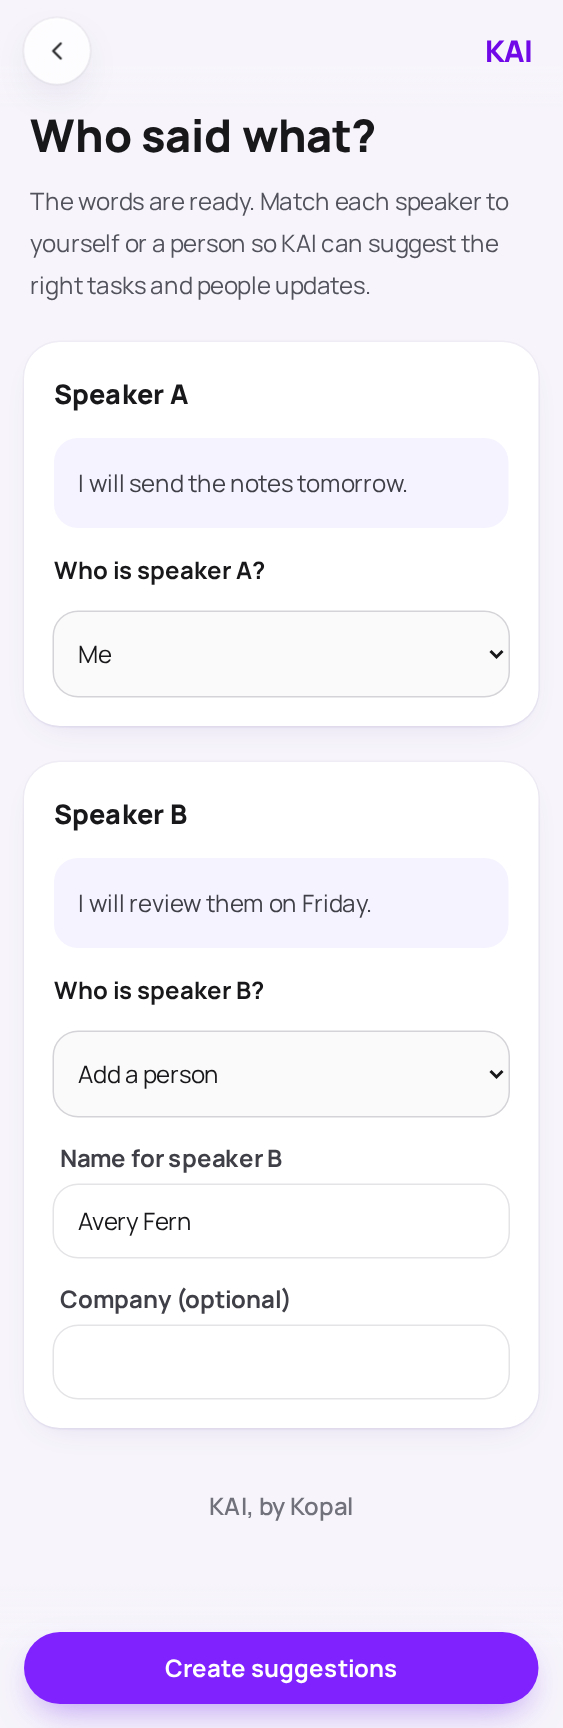 KAI
Who said what?
The words are ready. Match each speaker to
yourself or a person so KAI can suggest the
right tasks and people updates.
Speaker A
I will send the notes tomorrow.
Who is speaker A?
Me
Speaker B
I will review them on Friday.
Who is speaker B?
Add a person
Name for speaker B
Avery Fern
Company (optional)
KAI, by Kopal
Create suggestions